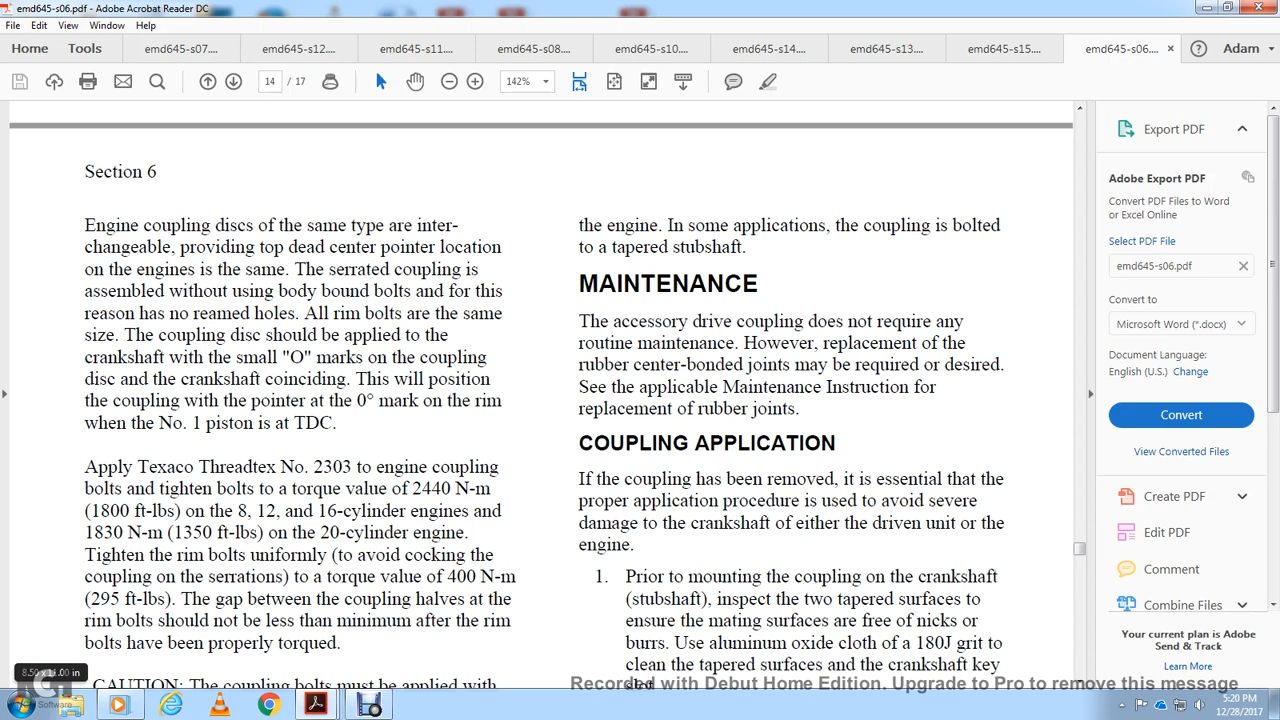 emd645-s06.pdf - Adobe Acrobat Reader DC
File Edit View Window Help
Home Tools emd645-s07.... emd645-s12.... emd645-s11.... emd645-s08.... emd645-s10.... emd645-s14.... emd645-s13.... emd645-s15.... emd645-s06.... × Adam
14 / 17 142%
Section 6
Engine coupling discs of the same type are inter-
changeable, providing top dead center pointer location
on the engines is the same. The serrated coupling is
assembled without using body bound bolts and for this
reason has no reamed holes. All rim bolts are the same
size. The coupling disc should be applied to the
crankshaft with the small "O" marks on the coupling
disc and the crankshaft coinciding. This will position
the coupling with the pointer at the 0° mark on the rim
when the No. 1 piston is at TDC.
Apply Texaco Threadtex No. 2303 to engine coupling
bolts and tighten bolts to a torque value of 2440 N-m
(1800 ft-lbs) on the 8, 12, and 16-cylinder engines and
1830 N-m (1350 ft-lbs) on the 20-cylinder engine.
Tighten the rim bolts uniformly (to avoid cocking the
coupling on the serrations) to a torque value of 400 N-m
(295 ft-lbs). The gap between the coupling halves at the
rim bolts should not be less than minimum after the rim
bolts have been properly torqued.
CAUTION: The coupling bolts must be applied with
the engine. In some applications, the coupling is bolted
to a tapered stubshaft.
MAINTENANCE
The accessory drive coupling does not require any
routine maintenance. However, replacement of the
rubber center-bonded joints may be required or desired.
See the applicable Maintenance Instruction for
replacement of rubber joints.
COUPLING APPLICATION
If the coupling has been removed, it is essential that the
proper application procedure is used to avoid severe
damage to the crankshaft of either the driven unit or the
engine.
1. Prior to mounting the coupling on the crankshaft
(stubshaft), inspect the two tapered surfaces to
ensure the mating surfaces are free of nicks or
burrs. Use aluminum oxide cloth of a 180J grit to
clean the tapered surfaces and the crankshaft key
Export PDF
Adobe Export PDF
Convert PDF Files to Word
or Excel Online
Select PDF File
emd645-s06.pdf
Convert to
Microsoft Word (*.docx)
Document Language:
English (U.S.) Change
Convert
View Converted Files
Create PDF
Edit PDF
Comment
Combine Files
Your current plan is Adobe
Send & Track
Learn More
8.50 x 11.00 in
Software
Recorded with Debut Home Edition. Upgrade to Pro to remove this message
5:20 PM
12/28/2017